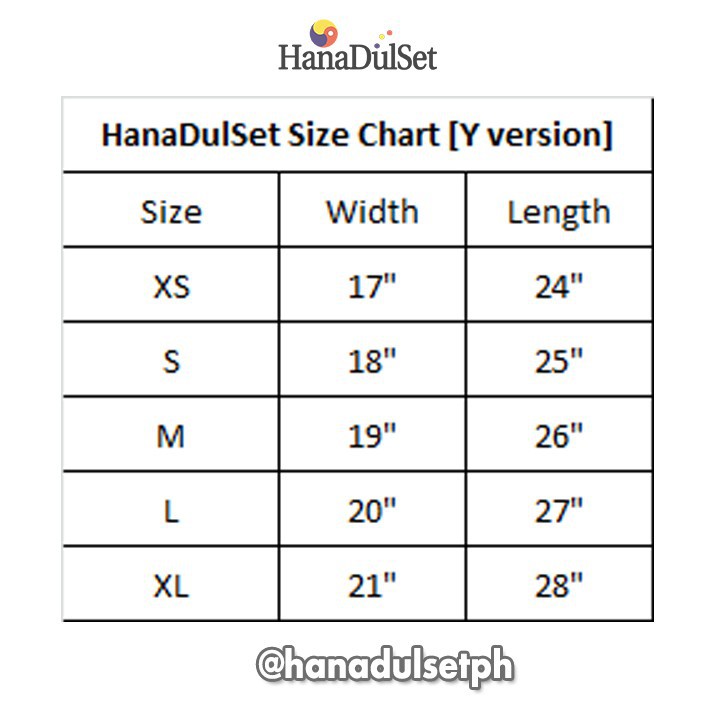 HanaDulSet
HanaDulSet Size Chart [Y version]
Size Width Length
XS 17" 24"
S 18" 25"
M 19" 26"
L 20" 27"
XL 21" 28"
@hanadulsetph